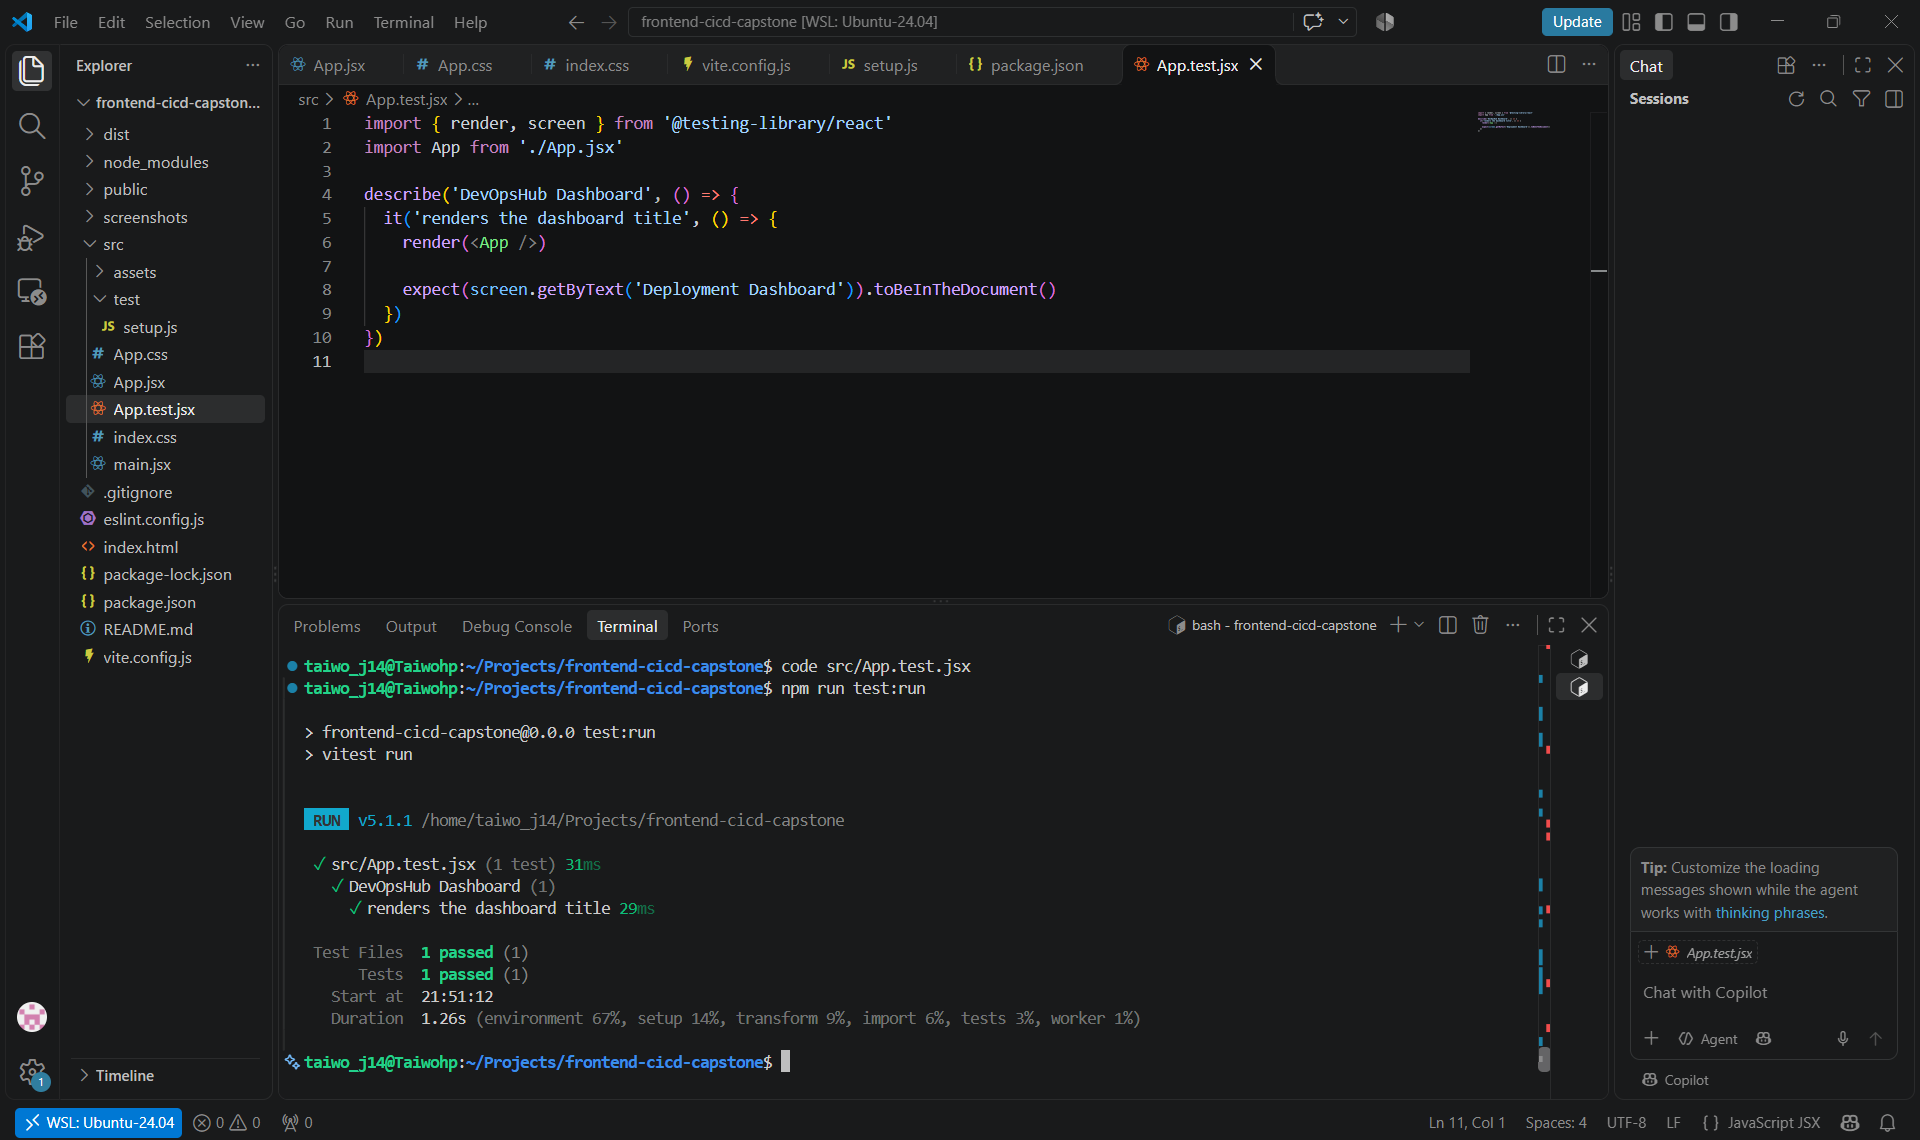 File Edit Selection View Go Run Terminal Help
frontend-cicd-capstone [WSL: Ubuntu-24.04]
Update
Explorer
frontend-cicd-capston...
dist
node_modules
public
screenshots
src
assets
test
JS setup.js
# App.css
App.jsx
App.test.jsx
# index.css
main.jsx
.gitignore
eslint.config.js
<> index.html
{} package-lock.json
{} package.json
README.md
vite.config.js
Timeline
1
App.jsx
# App.css
# index.css
vite.config.js
JS setup.js
{} package.json
App.test.jsx
src > App.test.jsx > ...
1 import { render, screen } from '@testing-library/react'
2 import App from './App.jsx'
3
4 describe('DevOpsHub Dashboard', () => {
5 it('renders the dashboard title', () => {
6 render(<App />)
7
8 expect(screen.getByText('Deployment Dashboard')).toBeInTheDocument()
9 })
10 })
11
Problems Output Debug Console Terminal Ports
bash - frontend-cicd-capstone
taiwo_j14@Taiwohp:~/Projects/frontend-cicd-capstone$ code src/App.test.jsx
taiwo_j14@Taiwohp:~/Projects/frontend-cicd-capstone$ npm run test:run
> frontend-cicd-capstone@0.0.0 test:run
> vitest run
RUN v5.1.1 /home/taiwo_j14/Projects/frontend-cicd-capstone
✓ src/App.test.jsx (1 test) 31ms
✓ DevOpsHub Dashboard (1)
✓ renders the dashboard title 29ms
Test Files 1 passed (1)
Tests 1 passed (1)
Start at 21:51:12
Duration 1.26s (environment 67%, setup 14%, transform 9%, import 6%, tests 3%, worker 1%)
taiwo_j14@Taiwohp:~/Projects/frontend-cicd-capstone$
Chat
Sessions
Tip: Customize the loading
messages shown while the agent
works with thinking phrases.
App.test.jsx
Chat with Copilot
Agent
Copilot
WSL: Ubuntu-24.04 0 0 0
Ln 11, Col 1 Spaces: 4 UTF-8 LF {} JavaScript JSX